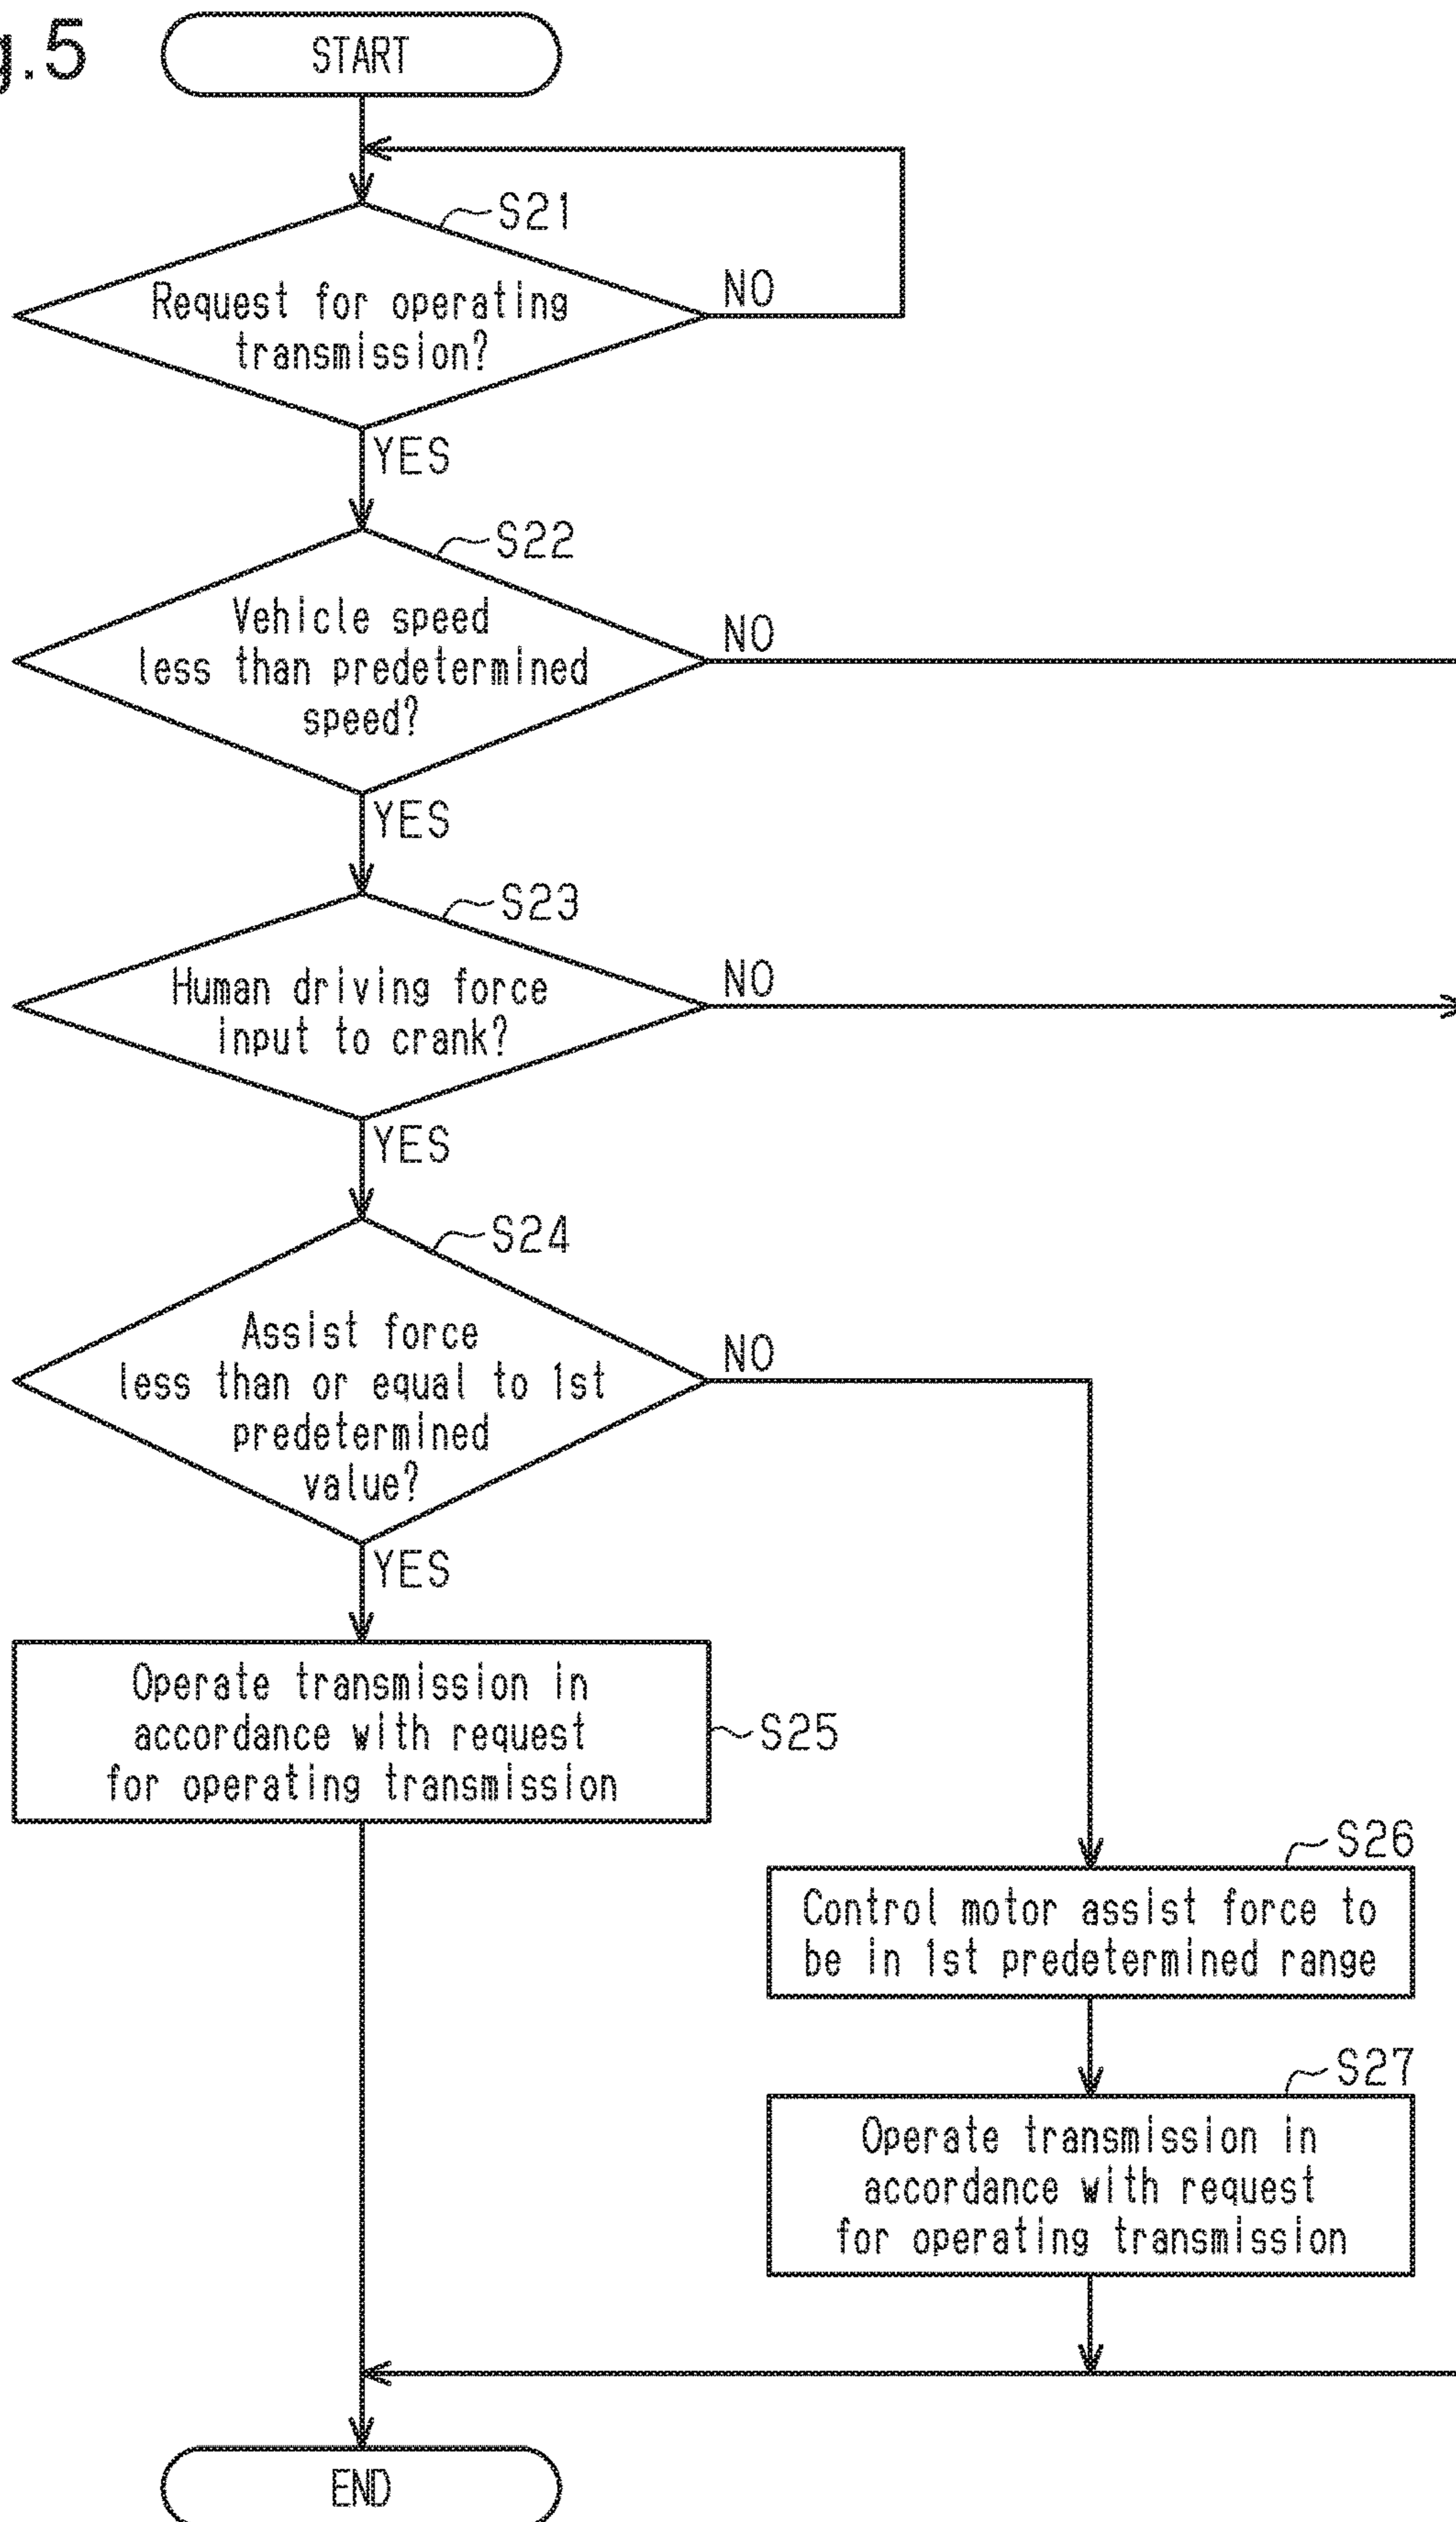 g.5
START
S21
Request for operating
transmission?
NO
YES
S22
Vehicle speed
less than predetermined
speed?
NO
YES
S23
Human driving force
input to crank?
NO
YES
S24
Assist force
less than or equal to 1st
predetermined
value?
NO
YES
Operate transmission in
accordance with request
for operating transmission
S25
S26
Control motor assist force to
be in 1st predetermined range
S27
Operate transmission in
accordance with request
for operating transmission
END